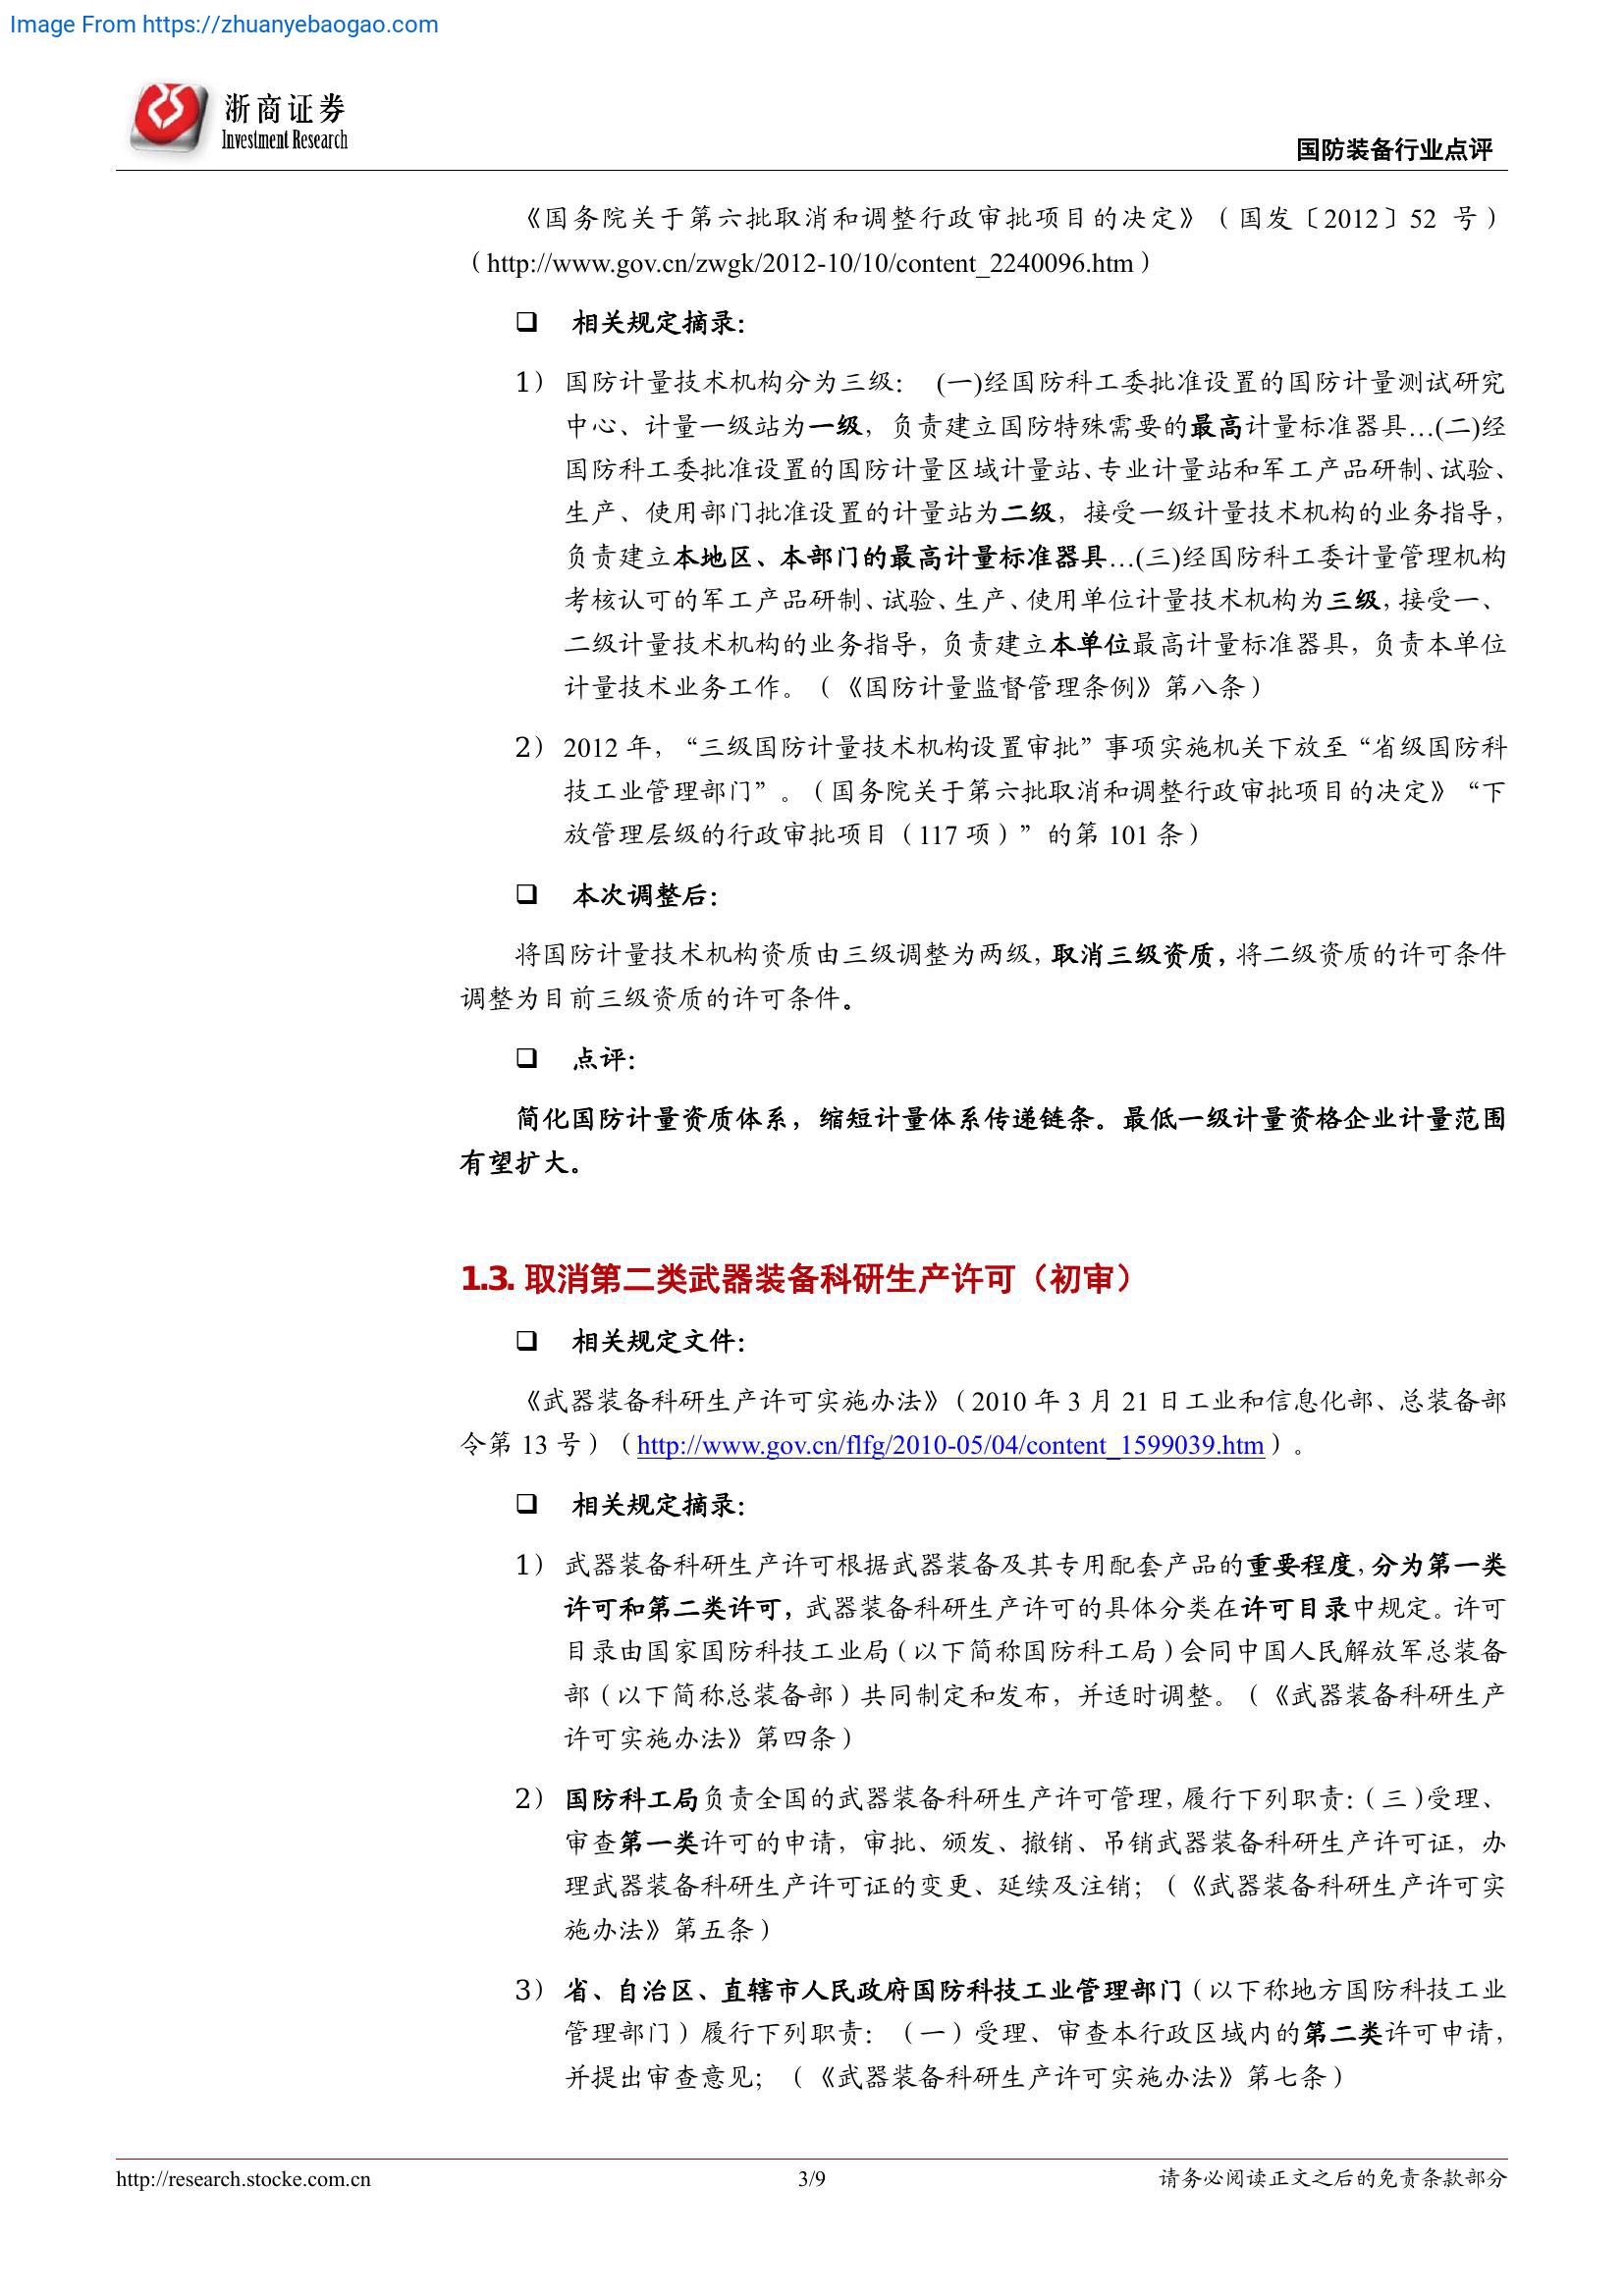 Image From https://zhuanyebaogao.com
浙商证券
Investment Research
国防装备行业点评
《国务院关于第六批取消和调整行政审批项目的决定》（国发〔2012〕52 号）
（http://www.gov.cn/zwgk/2012-10/10/content_2240096.htm）
❑ 相关规定摘录：
1） 国防计量技术机构分为三级： (一)经国防科工委批准设置的国防计量测试研究
中心、计量一级站为一级，负责建立国防特殊需要的最高计量标准器具…(二)经
国防科工委批准设置的国防计量区域计量站、专业计量站和军工产品研制、试验、
生产、使用部门批准设置的计量站为二级，接受一级计量技术机构的业务指导，
负责建立本地区、本部门的最高计量标准器具…(三)经国防科工委计量管理机构
考核认可的军工产品研制、试验、生产、使用单位计量技术机构为三级，接受一、
二级计量技术机构的业务指导，负责建立本单位最高计量标准器具，负责本单位
计量技术业务工作。（《国防计量监督管理条例》第八条）
2） 2012 年，“三级国防计量技术机构设置审批”事项实施机关下放至“省级国防科
技工业管理部门”。（国务院关于第六批取消和调整行政审批项目的决定》“下
放管理层级的行政审批项目（117 项）”的第 101 条）
❑ 本次调整后：
将国防计量技术机构资质由三级调整为两级，取消三级资质，将二级资质的许可条件
调整为目前三级资质的许可条件。
❑ 点评：
简化国防计量资质体系，缩短计量体系传递链条。最低一级计量资格企业计量范围
有望扩大。
1.3. 取消第二类武器装备科研生产许可（初审）
❑ 相关规定文件：
《武器装备科研生产许可实施办法》（2010 年 3 月 21 日工业和信息化部、总装备部
令第 13 号）（http://www.gov.cn/flfg/2010-05/04/content_1599039.htm）。
❑ 相关规定摘录：
1） 武器装备科研生产许可根据武器装备及其专用配套产品的重要程度，分为第一类
许可和第二类许可，武器装备科研生产许可的具体分类在许可目录中规定。许可
目录由国家国防科技工业局（以下简称国防科工局）会同中国人民解放军总装备
部（以下简称总装备部）共同制定和发布，并适时调整。（《武器装备科研生产
许可实施办法》第四条）
2） 国防科工局负责全国的武器装备科研生产许可管理，履行下列职责：（三）受理、
审查第一类许可的申请，审批、颁发、撤销、吊销武器装备科研生产许可证，办
理武器装备科研生产许可证的变更、延续及注销；（《武器装备科研生产许可实
施办法》第五条）
3） 省、自治区、直辖市人民政府国防科技工业管理部门（以下称地方国防科技工业
管理部门）履行下列职责：（一）受理、审查本行政区域内的第二类许可申请，
并提出审查意见；（《武器装备科研生产许可实施办法》第七条）
http://research.stocke.com.cn
3/9
请务必阅读正文之后的免责条款部分